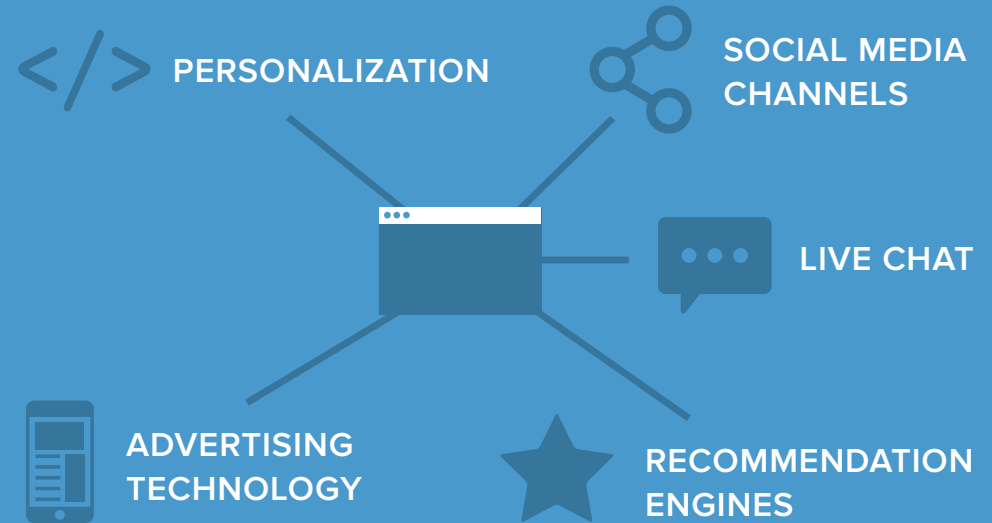 PERSONALIZATION
SOCIAL MEDIA
CHANNELS
LIVE CHAT
ADVERTISING
TECHNOLOGY
RECOMMENDATION
ENGINES